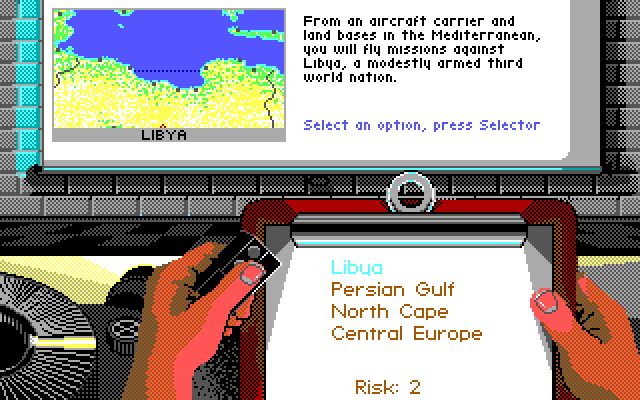 From an aircraft carrier and
land bases in the Mediterranean,
you will fly missions against
Libya, a modestly armed third
world nation.
Select an option, press Selector
LIBYA
Libya
Persian Gulf
North Cape
Central Europe
Risk: 2